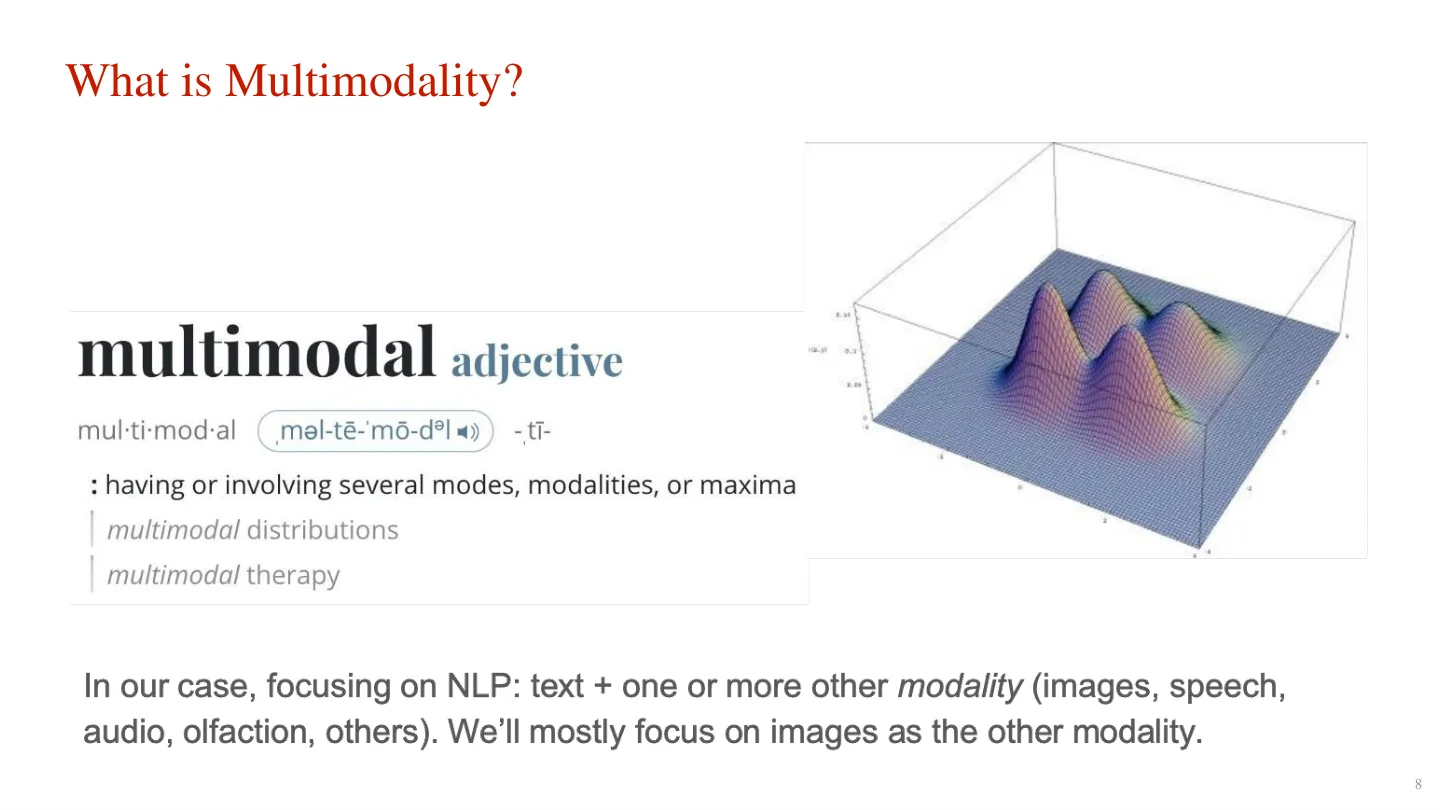 What is Multimodality?
multimodal adjective
mul·ti·mod·al ˌməl-tē-ˈmō-dᵊl -ˌtī-
: having or involving several modes, modalities, or maxima
multimodal distributions
multimodal therapy
In our case, focusing on NLP: text + one or more other modality (images, speech,
audio, olfaction, others). We’ll mostly focus on images as the other modality.
8